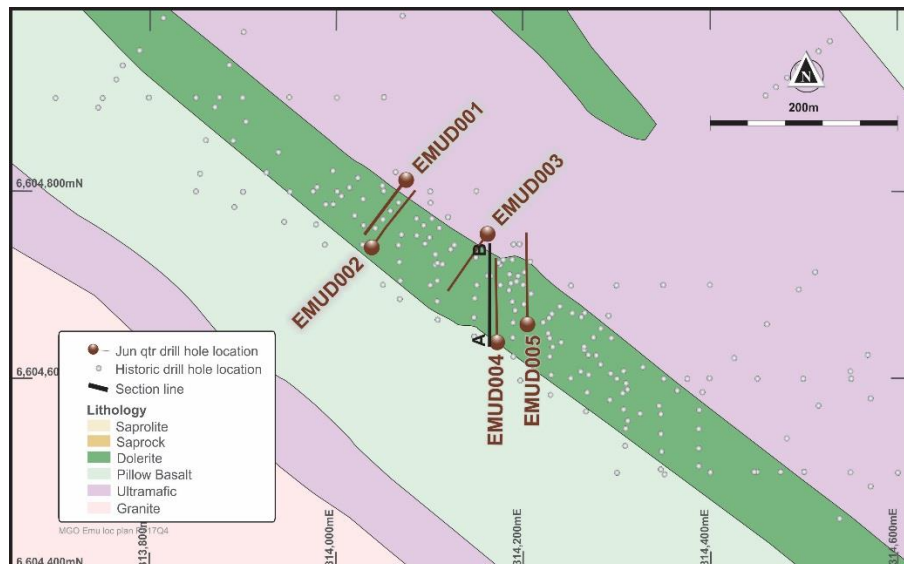 N
200m
EMUD001
6,604,800mN
EMUD003
B
EMUD002
A
EMUD004
EMUD005
Jun qtr drill hole location
Historic drill hole location
Section line
Lithology
Saprolite
Saprock
Dolerite
Pillow Basalt
Ultramafic
Granite
MGO Emu loc plan
17Q4
6,604,400mN
314,000mE
314,200mE
314,400mE
314,600mE